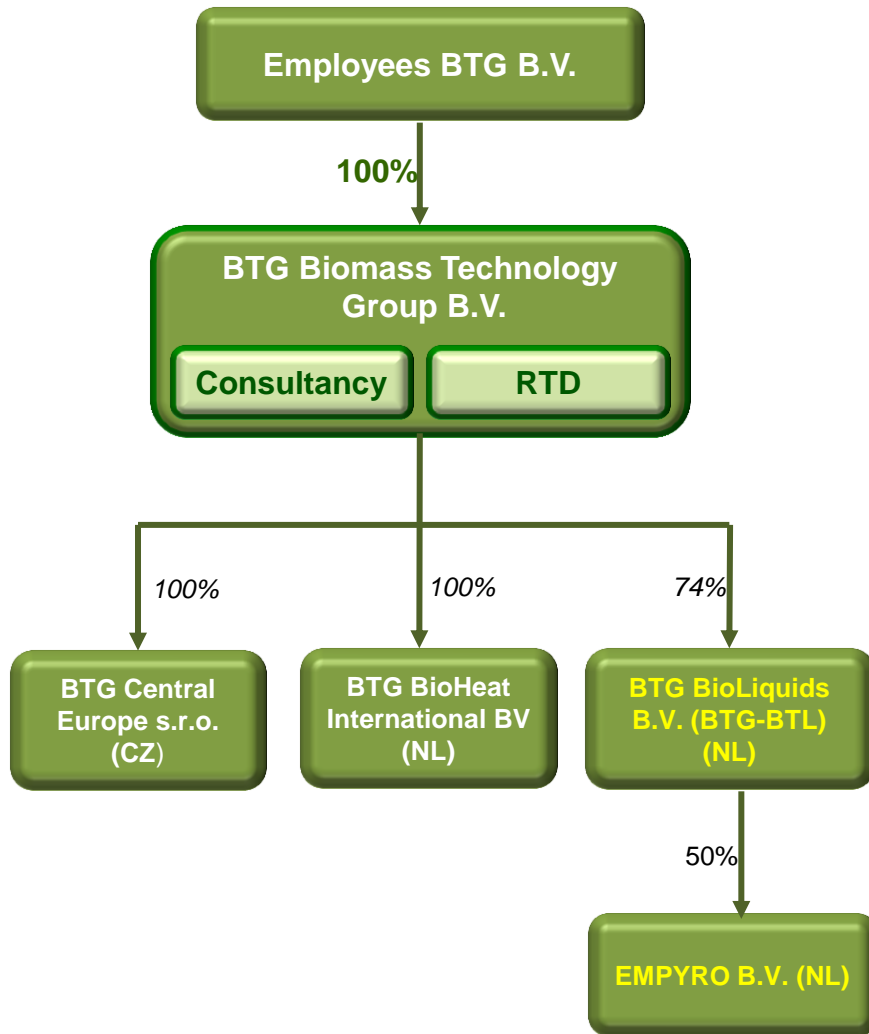 Employees BTG B.V.
100%
BTG Biomass Technology
Group B.V.
Consultancy
RTD
100%
100%
74%
BTG Central
Europe s.r.o.
(CZ)
BTG BioHeat
International BV
(NL)
BTG BioLiquids
B.V. (BTG-BTL)
(NL)
50%
EMPYRO B.V. (NL)